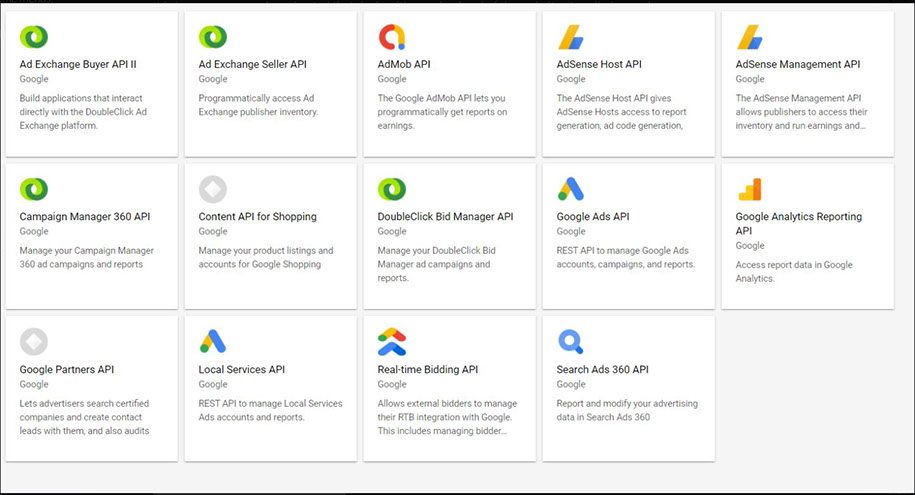 Ad Exchange Buyer API II
Google
Build applications that interact
directly with the DoubleClick Ad
Exchange platform.
Ad Exchange Seller API
Google
Programmatically access Ad
Exchange publisher inventory.
AdMob API
Google
The Google AdMob API lets you
programmatically get reports on
earnings.
AdSense Host API
Google
The AdSense Host API gives
AdSense Hosts access to report
generation, ad code generation,
AdSense Management API
Google
The AdSense Management API
allows publishers to access their
inventory and run earnings and...
Campaign Manager 360 API
Google
Manage your Campaign Manager
360 ad campaigns and reports
Content API for Shopping
Google
Manage your product listings and
accounts for Google Shopping
DoubleClick Bid Manager API
Google
Manage your DoubleClick Bid
Manager ad campaigns and
reports.
Google Ads API
Google
REST API to manage Google Ads
accounts, campaigns, and reports.
Google Analytics Reporting
API
Google
Access report data in Google
Analytics.
Google Partners API
Google
Lets advertisers search certified
companies and create contact
leads with them, and also audits
Local Services API
Google
REST API to manage Local Services
Ads accounts and reports.
Real-time Bidding API
Google
Allows external bidders to manage
their RTB integration with Google.
This includes managing bidder...
Search Ads 360 API
Google
Report and modify your advertising
data in Search Ads 360